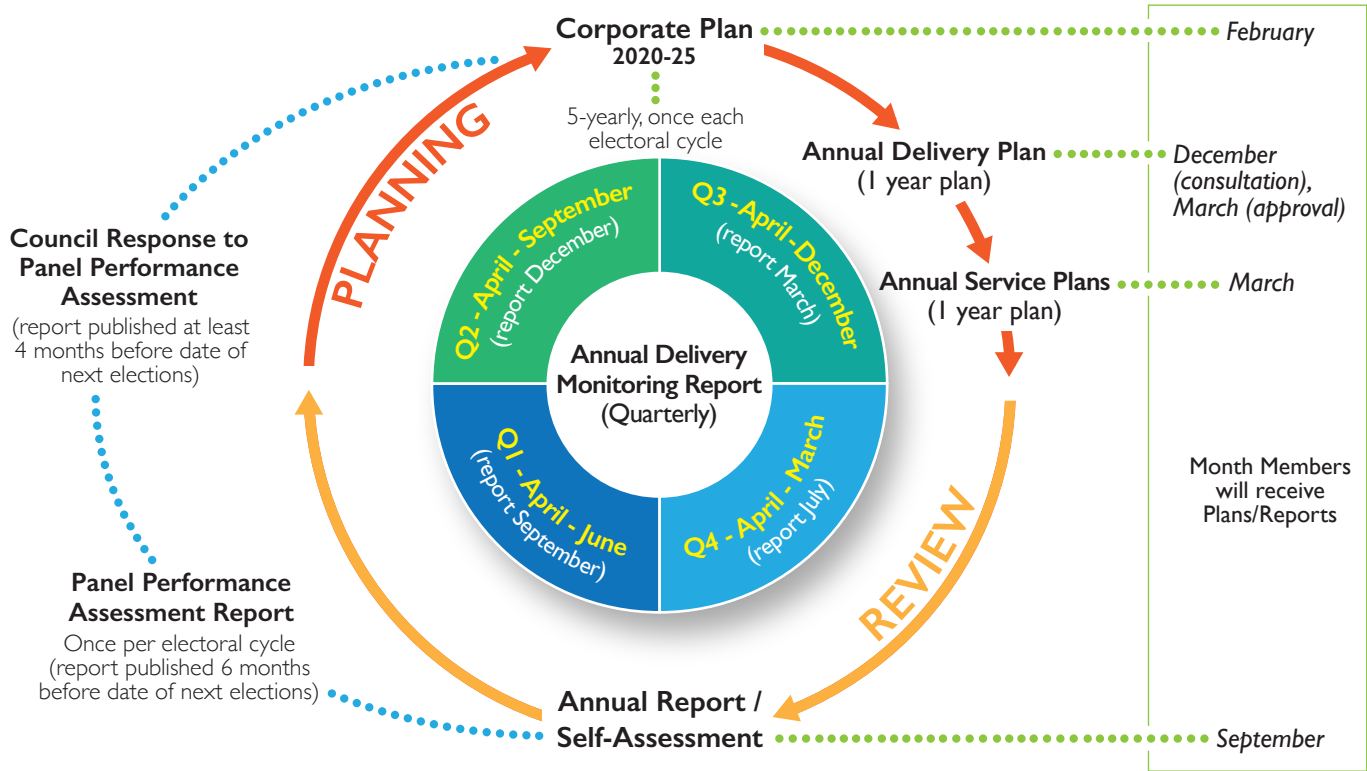 Corporate Plan
2020-25
5-yearly, once each
electoral cycle
February
Annual Delivery Plan
(1 year plan)
December
(consultation),
March (approval)
Annual Service Plans
(1 year plan)
March
PLANNING
Council Response to
Panel Performance
Assessment
(report published at least
4 months before date of
next elections)
Q2 - April - September
(report December)
Q3 - April -December
(report March)
Annual Delivery
Monitoring Report
(Quarterly)
Q1 - April - June
(report September)
Q4 - April - March
(report July)
REVIEW
Month Members
will receive
Plans/Reports
Panel Performance
Assessment Report
Once per electoral cycle
(report published 6 months
before date of next elections)
Annual Report /
Self-Assessment
September